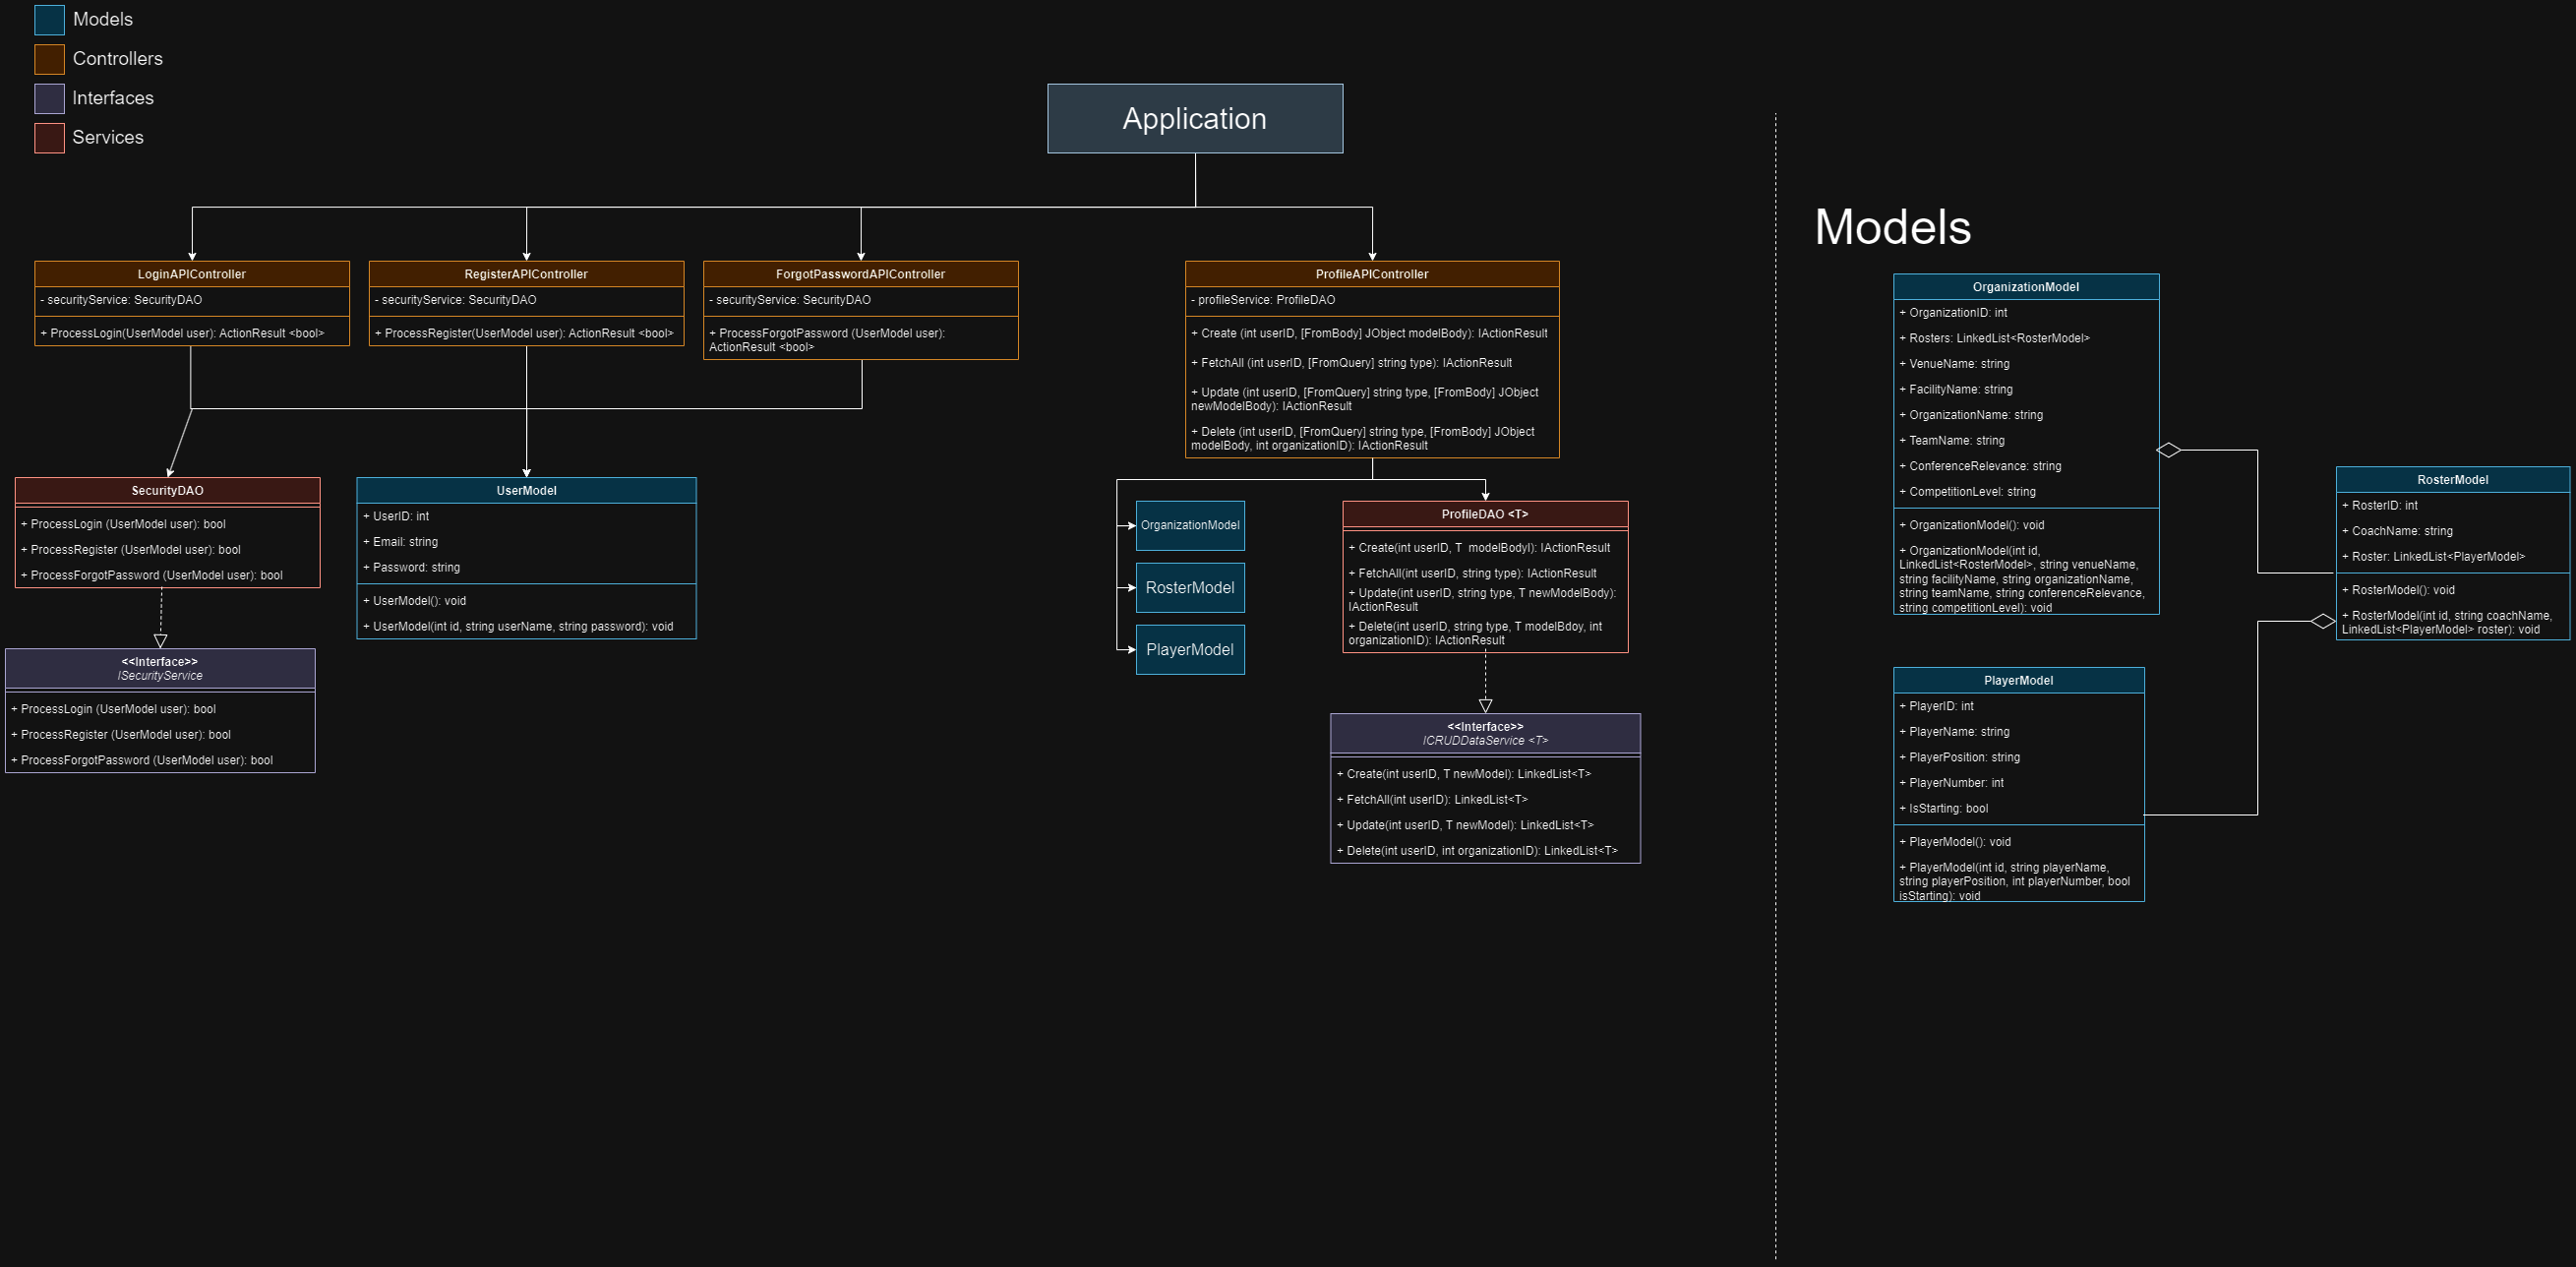 Models
Controllers
Interfaces
Services
Application
LoginAPIController
- securityService: SecurityDAO
+ ProcessLogin(UserModel user): ActionResult <bool>
RegisterAPIController
- securityService: SecurityDAO
+ ProcessRegister(UserModel user): ActionResult <bool>
ForgotPasswordAPIController
- securityService: SecurityDAO
+ ProcessForgotPassword (UserModel user):
ActionResult <bool>
ProfileAPIController
- profileService: ProfileDAO
+ Create (int userID, [FromBody] JObject modelBody): IActionResult
+ FetchAll (int userID, [FromQuery] string type): IActionResult
+ Update (int userID, [FromQuery] string type, [FromBody] JObject
newModelBody): IActionResult
+ Delete (int userID, [FromQuery] string type, [FromBody] JObject
modelBody, int organizationID): IActionResult
SecurityDAO
+ ProcessLogin (UserModel user): bool
+ ProcessRegister (UserModel user): bool
+ ProcessForgotPassword (UserModel user): bool
UserModel
+ UserID: int
+ Email: string
+ Password: string
+ UserModel(): void
+ UserModel(int id, string userName, string password): void
OrganizationModel
RosterModel
PlayerModel
ProfileDAO <T>
+ Create(int userID, T  modelBodyl): IActionResult
+ FetchAll(int userID, string type): IActionResult
+ Update(int userID, string type, T newModelBody):
IActionResult
+ Delete(int userID, string type, T modelBdoy, int
organizationID): IActionResult
<<Interface>>
ISecurityService
+ ProcessLogin (UserModel user): bool
+ ProcessRegister (UserModel user): bool
+ ProcessForgotPassword (UserModel user): bool
<<Interface>>
ICRUDDataService <T>
+ Create(int userID, T newModel): LinkedList<T>
+ FetchAll(int userID): LinkedList<T>
+ Update(int userID, T newModel): LinkedList<T>
+ Delete(int userID, int organizationID): LinkedList<T>
Models
OrganizationModel
+ OrganizationID: int
+ Rosters: LinkedList<RosterModel>
+ VenueName: string
+ FacilityName: string
+ OrganizationName: string
+ TeamName: string
+ ConferenceRelevance: string
+ CompetitionLevel: string
+ OrganizationModel(): void
+ OrganizationModel(int id,
LinkedList<RosterModel>, string venueName,
string facilityName, string organizationName,
string teamName, string conferenceRelevance,
string competitionLevel): void
RosterModel
+ RosterID: int
+ CoachName: string
+ Roster: LinkedList<PlayerModel>
+ RosterModel(): void
+ RosterModel(int id, string coachName,
LinkedList<PlayerModel> roster): void
PlayerModel
+ PlayerID: int
+ PlayerName: string
+ PlayerPosition: string
+ PlayerNumber: int
+ IsStarting: bool
+ PlayerModel(): void
+ PlayerModel(int id, string playerName,
string playerPosition, int playerNumber, bool
isStarting): void